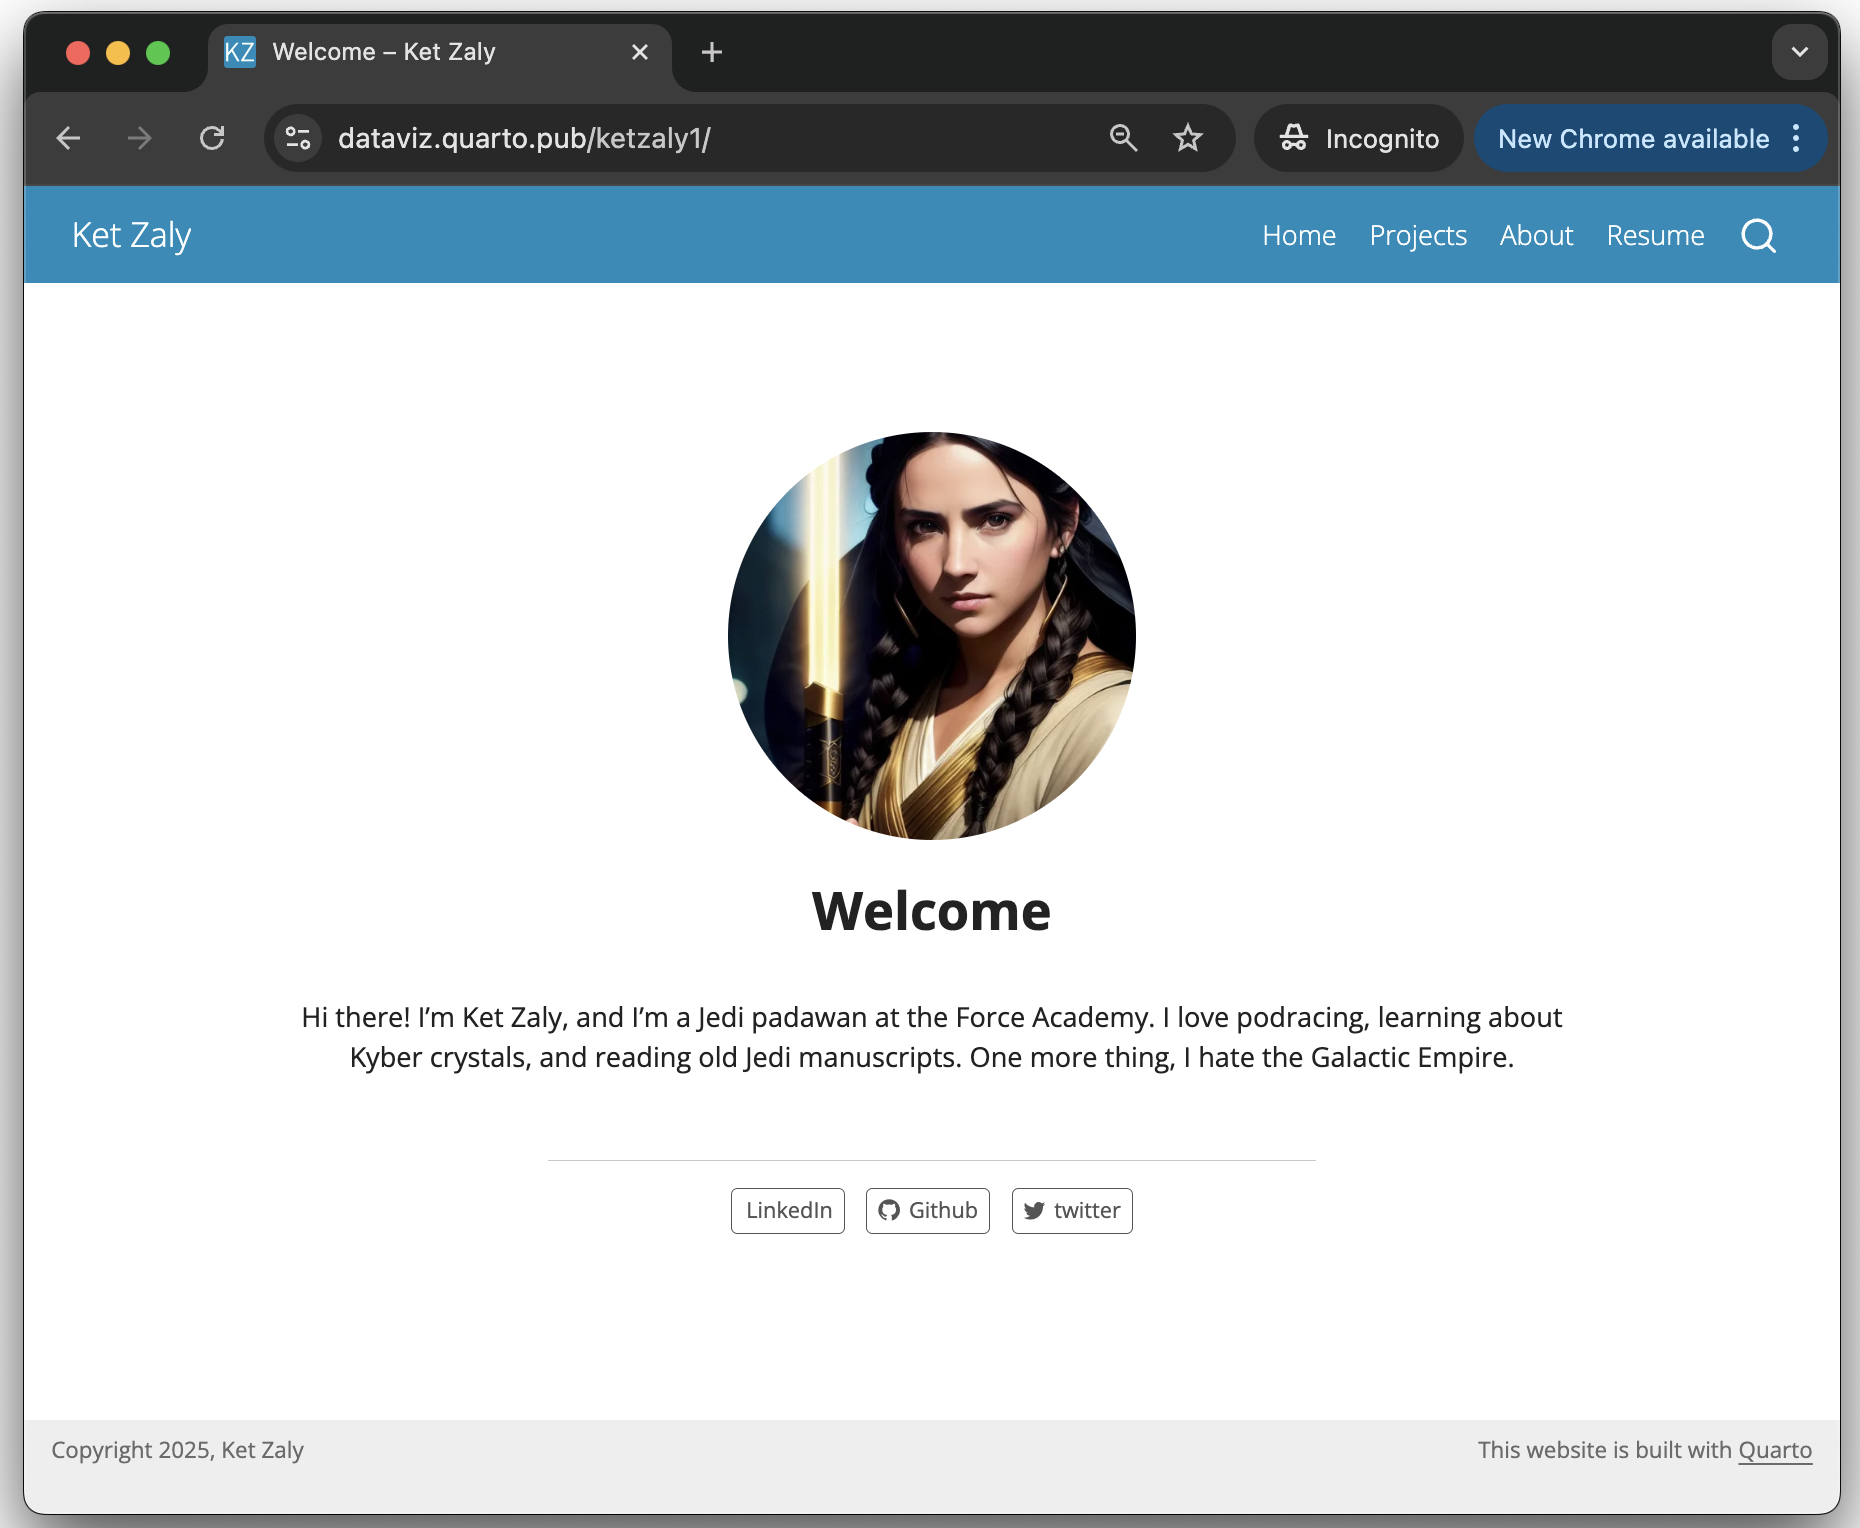 KZ Welcome – Ket Zaly
dataviz.quarto.pub/ketzaly1/ Incognito New Chrome available
Ket Zaly Home Projects About Resume
Welcome
Hi there! I’m Ket Zaly, and I’m a Jedi padawan at the Force Academy. I love podracing, learning about
Kyber crystals, and reading old Jedi manuscripts. One more thing, I hate the Galactic Empire.
LinkedIn Github twitter
Copyright 2025, Ket Zaly This website is built with Quarto